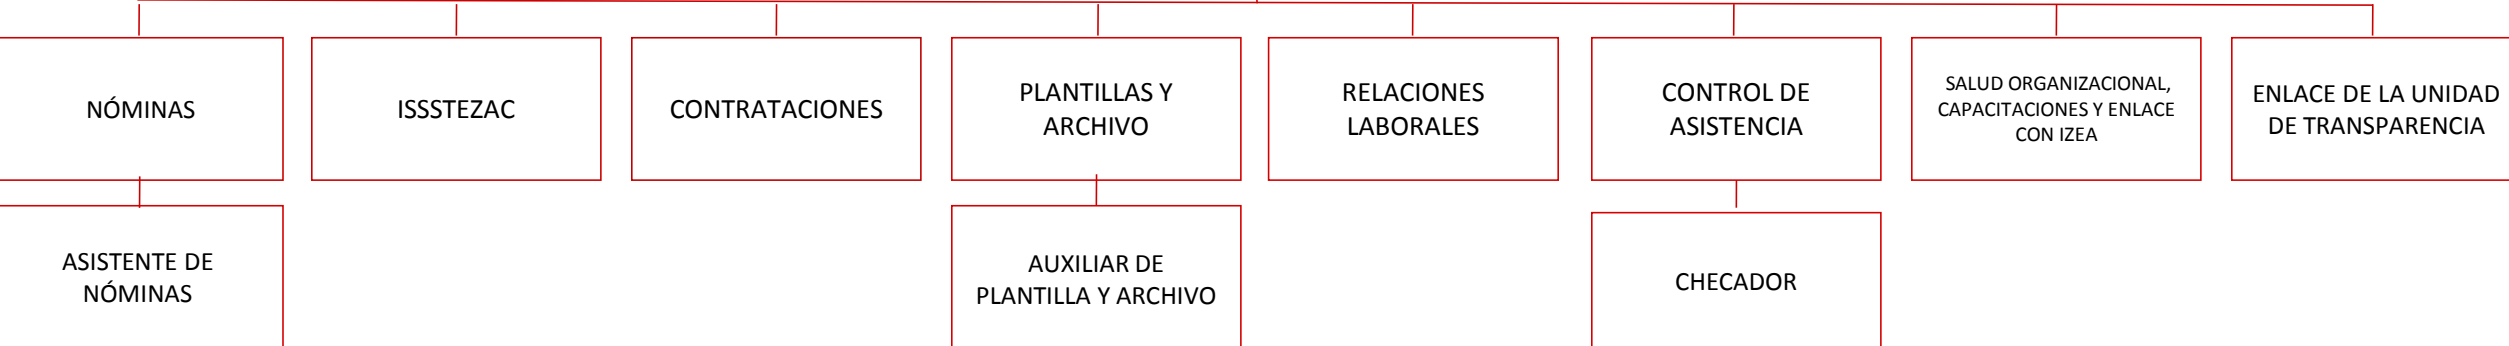 NÓMINAS
ISSSTEZAC
CONTRATACIONES
PLANTILLAS Y
ARCHIVO
RELACIONES
LABORALES
CONTROL DE
ASISTENCIA
SALUD ORGANIZACIONAL,
CAPACITACIONES Y ENLACE
CON IZEA
ENLACE DE LA UNIDAD
DE TRANSPARENCIA
ASISTENTE DE
NÓMINAS
AUXILIAR DE
PLANTILLA Y ARCHIVO
CHECADOR